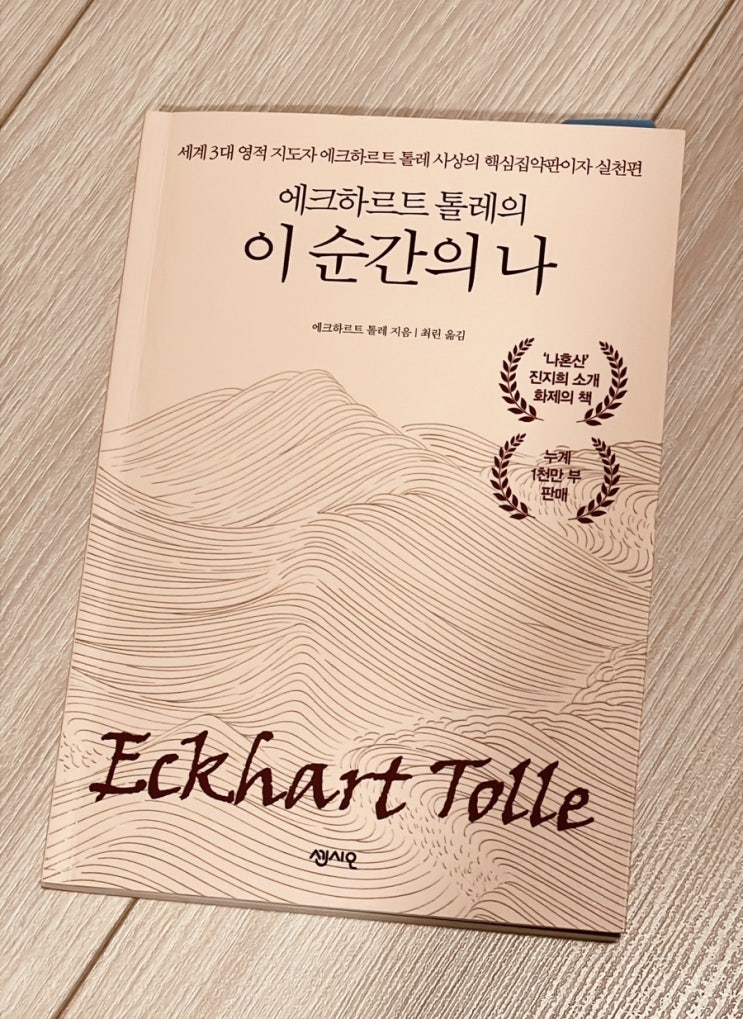 세계 3대 영적 지도자 에크하르트 톨레 사상의 핵심집약판이자 실천편
에크하르트 톨레의
이 순간의 나
에크하르트 톨레 지음 | 최린 옮김
'나혼산'
진지희 소개
화제의 책
누계
1천만 부
판매
Eckhart Tolle
센시오